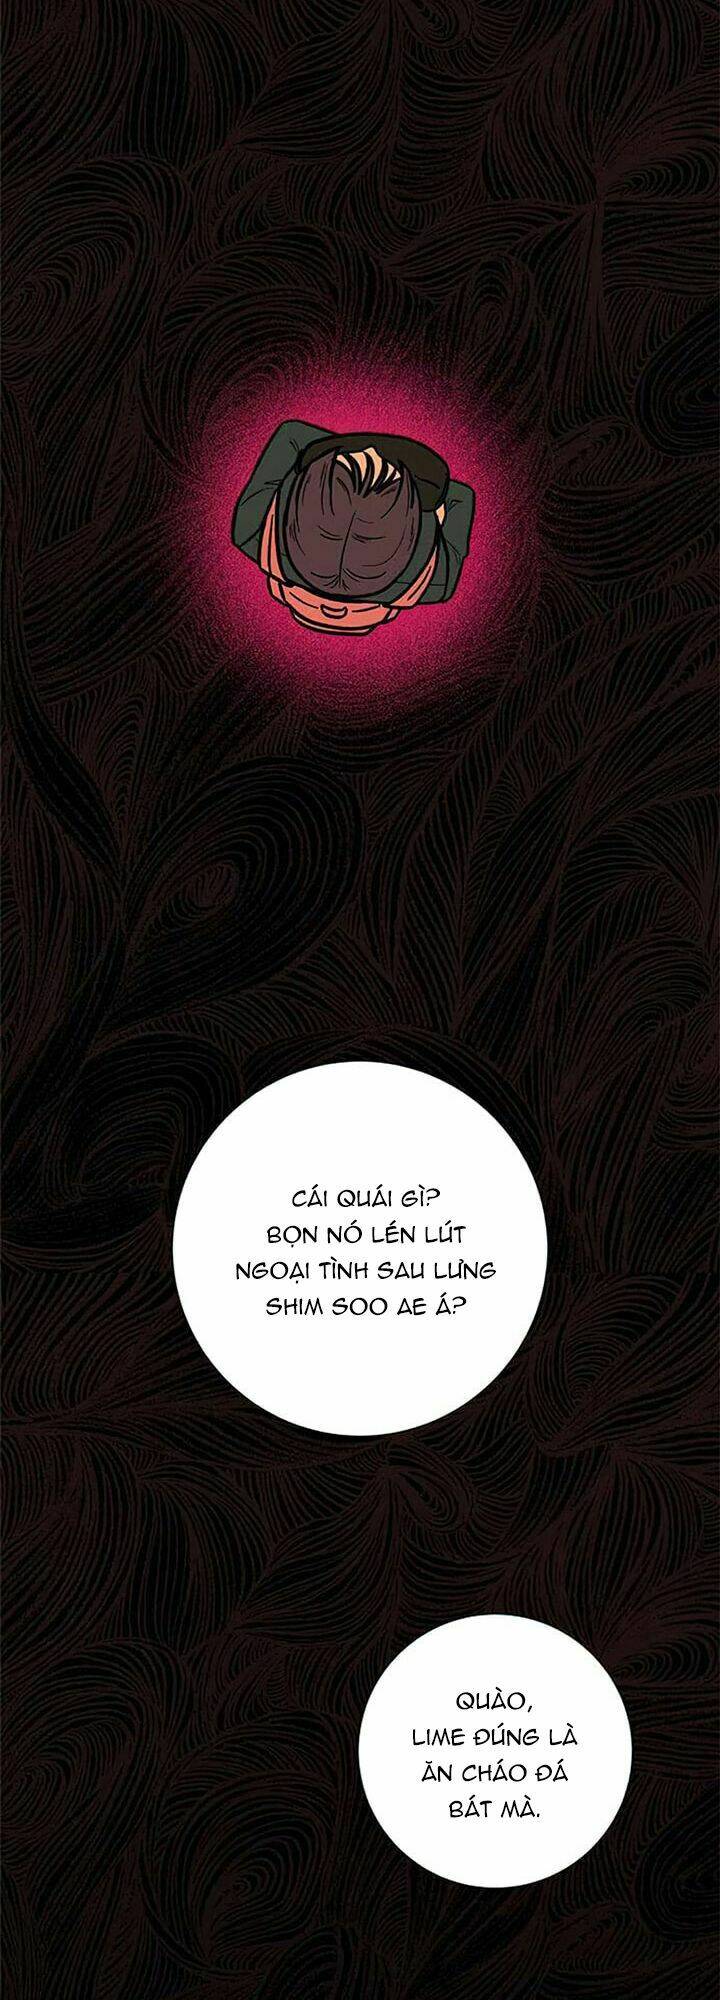 CÁI QUÁI GÌ?
BỌN NÓ LÉN LÚT
NGOẠI TÌNH SAU LƯNG
SHIM SOO AE Á?
QUÀO,
LIME ĐÚNG LÀ
ĂN CHÁO ĐÁ
BÁT MÀ.